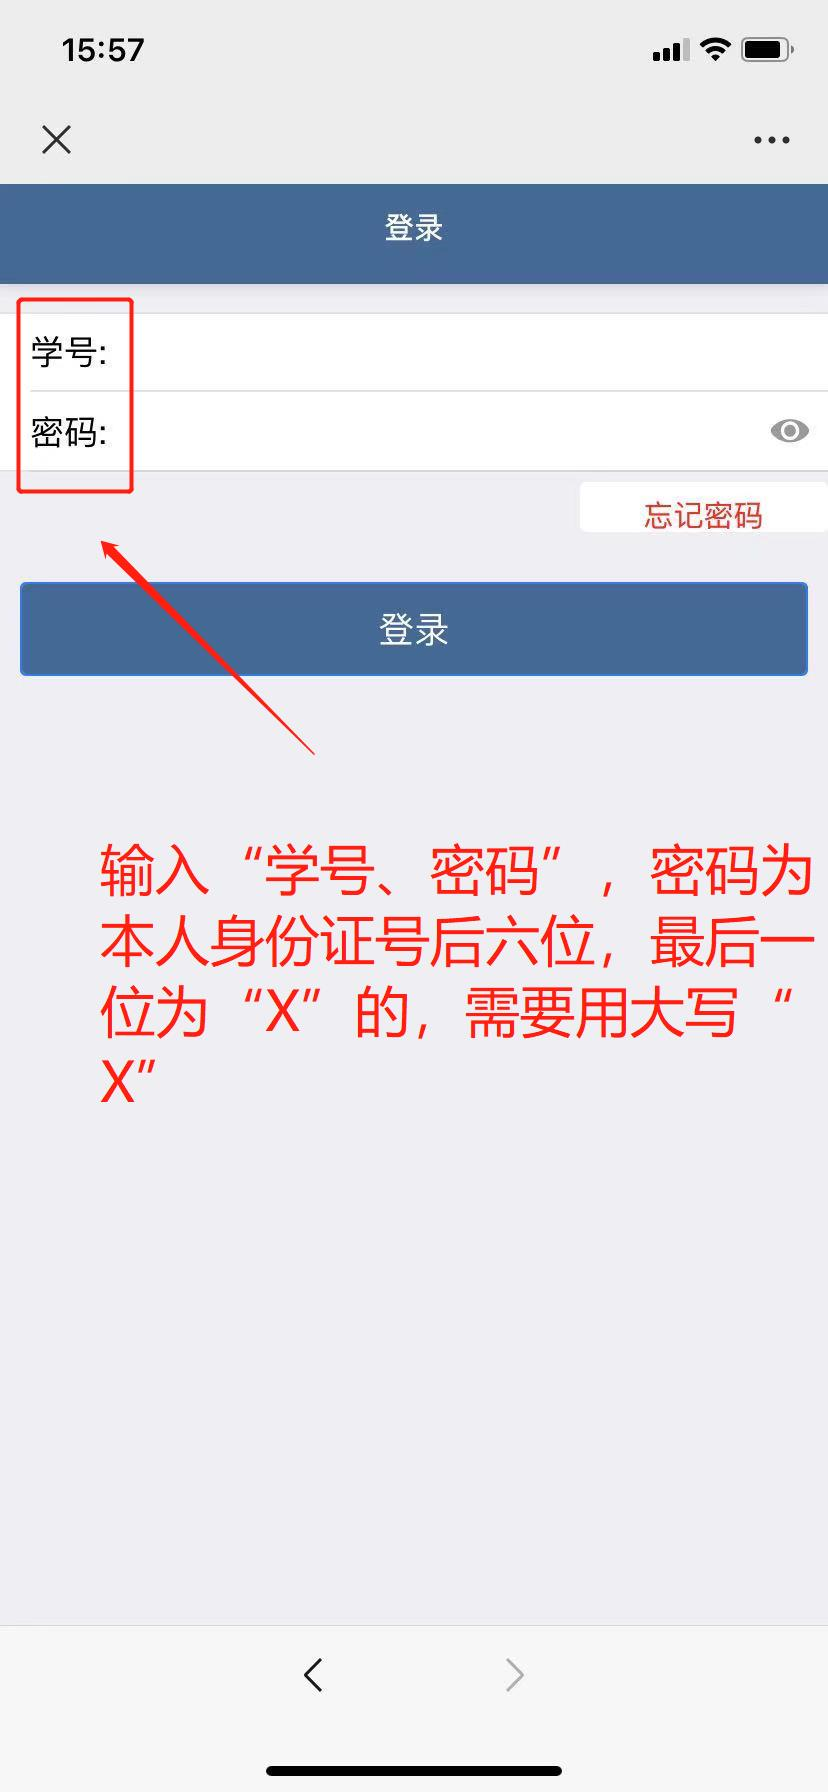 15:57
登录
学号:
密码:
忘记密码
登录
输入“学号、密码”，密码为
本人身份证号后六位，最后一
位为“X”的，需要用大写“
X”